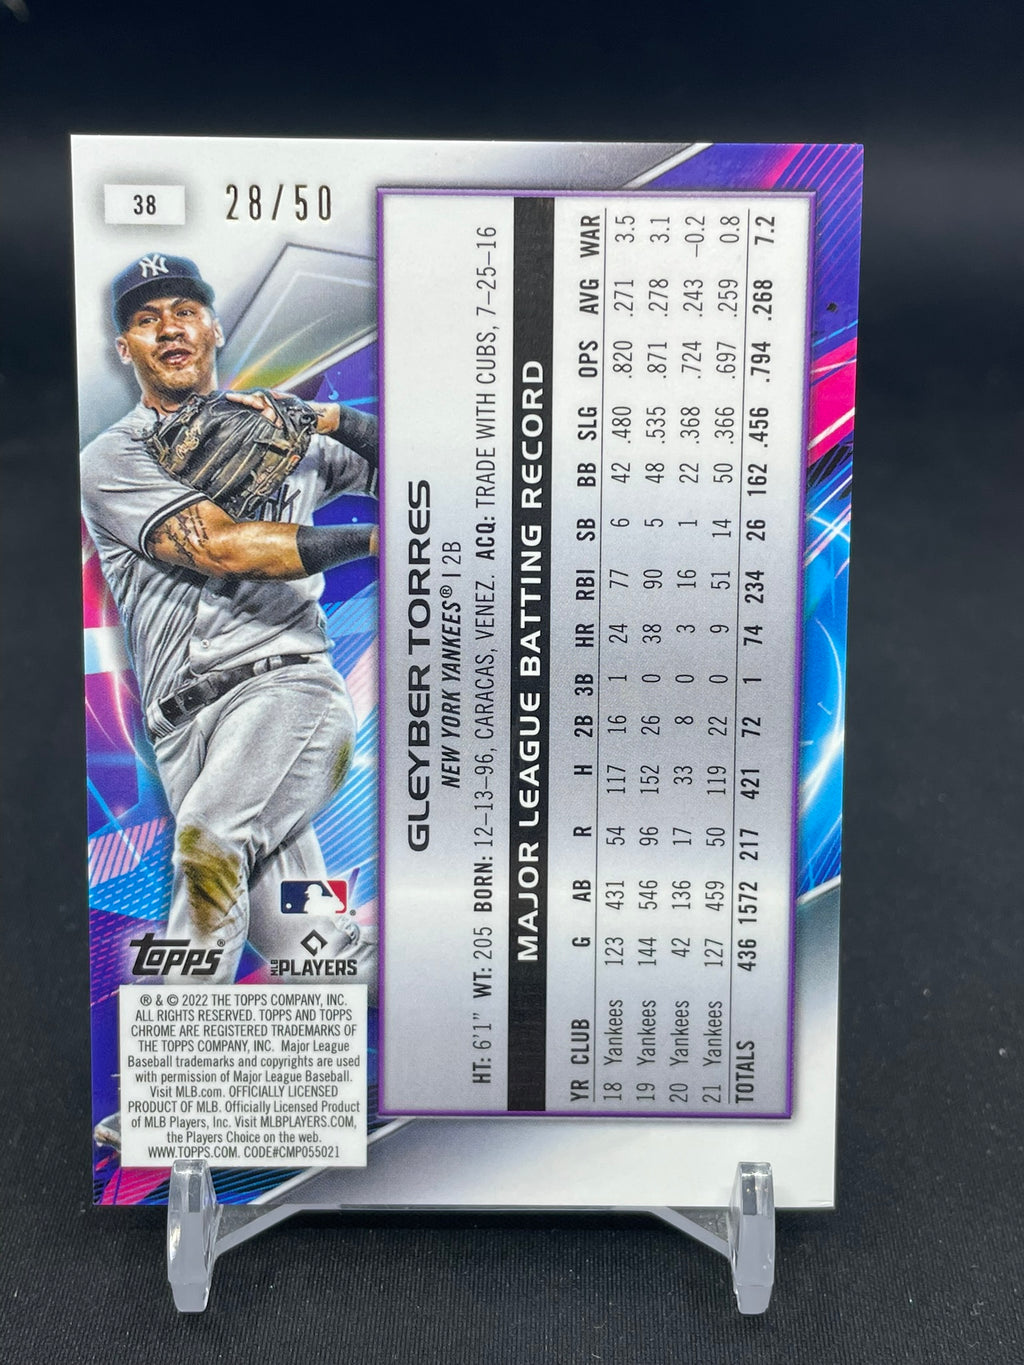 38
28/50
GLEYBER TORRES
NEW YORK YANKEES® | 2B
HT: 6'1" WT: 205 BORN: 12-13-96, CARACAS, VENEZ. ACQ: TRADE WITH CUBS, 7-25-16
MAJOR LEAGUE BATTING RECORD
YR CLUB G AB R H 2B 3B HR RBI SB BB SLG OPS AVG WAR
18 Yankees 123 431 54 117 16 1 24 77 6 42 .480 .820 .271 3.5
19 Yankees 144 546 96 152 26 0 38 90 5 48 .535 .871 .278 3.1
20 Yankees 42 136 17 33 8 0 3 16 1 22 .368 .724 .243 -0.2
21 Yankees 127 459 50 119 22 0 9 51 14 50 .366 .697 .259 0.8
TOTALS 436 1572 217 421 72 1 74 234 26 162 .456 .794 .268 7.2
NY
Topps®
®
MLB PLAYERS
® & © 2022 THE TOPPS COMPANY, INC.
ALL RIGHTS RESERVED. TOPPS AND TOPPS
CHROME ARE REGISTERED TRADEMARKS OF
THE TOPPS COMPANY, INC. Major League
Baseball trademarks and copyrights are used
with permission of Major League Baseball.
Visit MLB.com. OFFICIALLY LICENSED
PRODUCT OF MLB. Officially Licensed Product
of MLB Players, Inc. Visit MLBPLAYERS.COM,
the Players Choice on the web.
WWW.TOPPS.COM. CODE#CMP055021